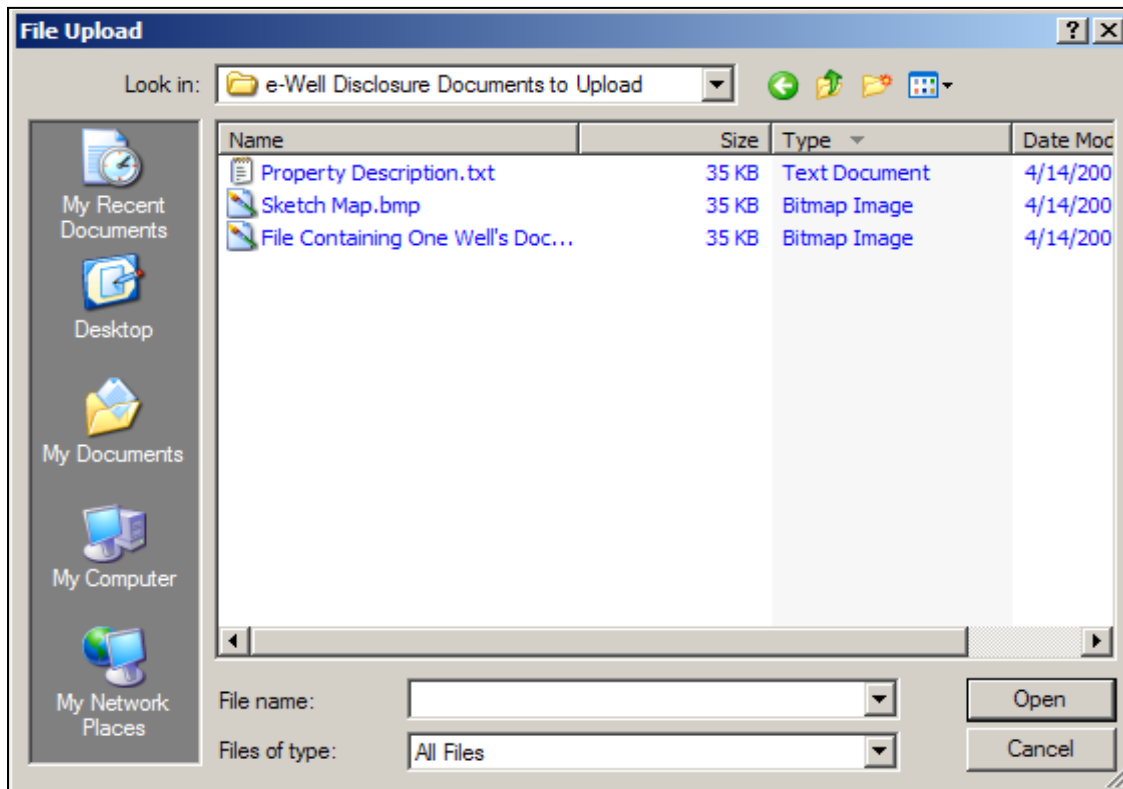 File Upload
Look in: e-Well Disclosure Documents to Upload
Name Size Type Date Mod
Property Description.txt 35 KB Text Document 4/14/200
Sketch Map.bmp 35 KB Bitmap Image 4/14/200
File Containing One Well's Doc... 35 KB Bitmap Image 4/14/200
My Recent
Documents
Desktop
My Documents
My Computer
My Network
Places
File name: Open
Files of type: All Files Cancel